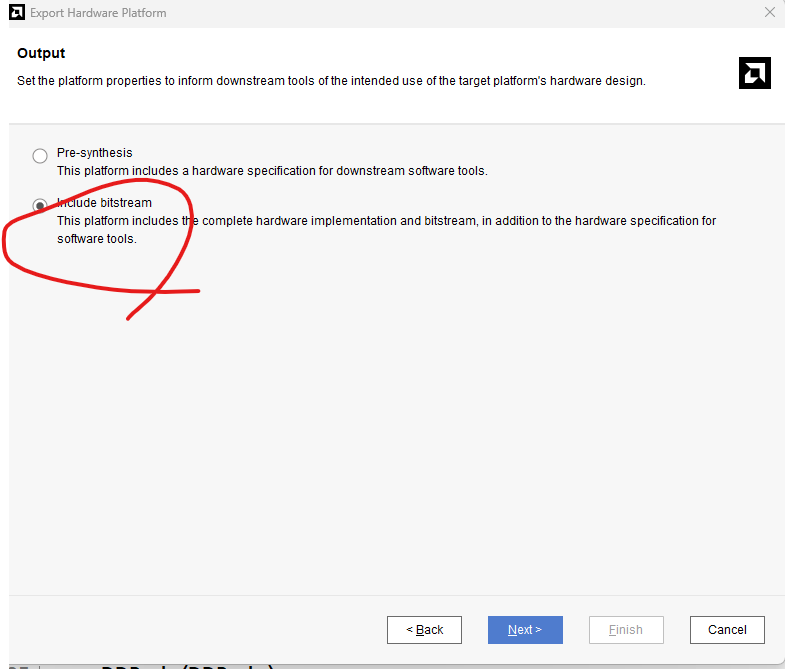 Export Hardware Platform
Output
Set the platform properties to inform downstream tools of the intended use of the target platform's hardware design.
Pre-synthesis
This platform includes a hardware specification for downstream software tools.
Include bitstream
This platform includes the complete hardware implementation and bitstream, in addition to the hardware specification for
software tools.
< Back
Next >
Finish
Cancel